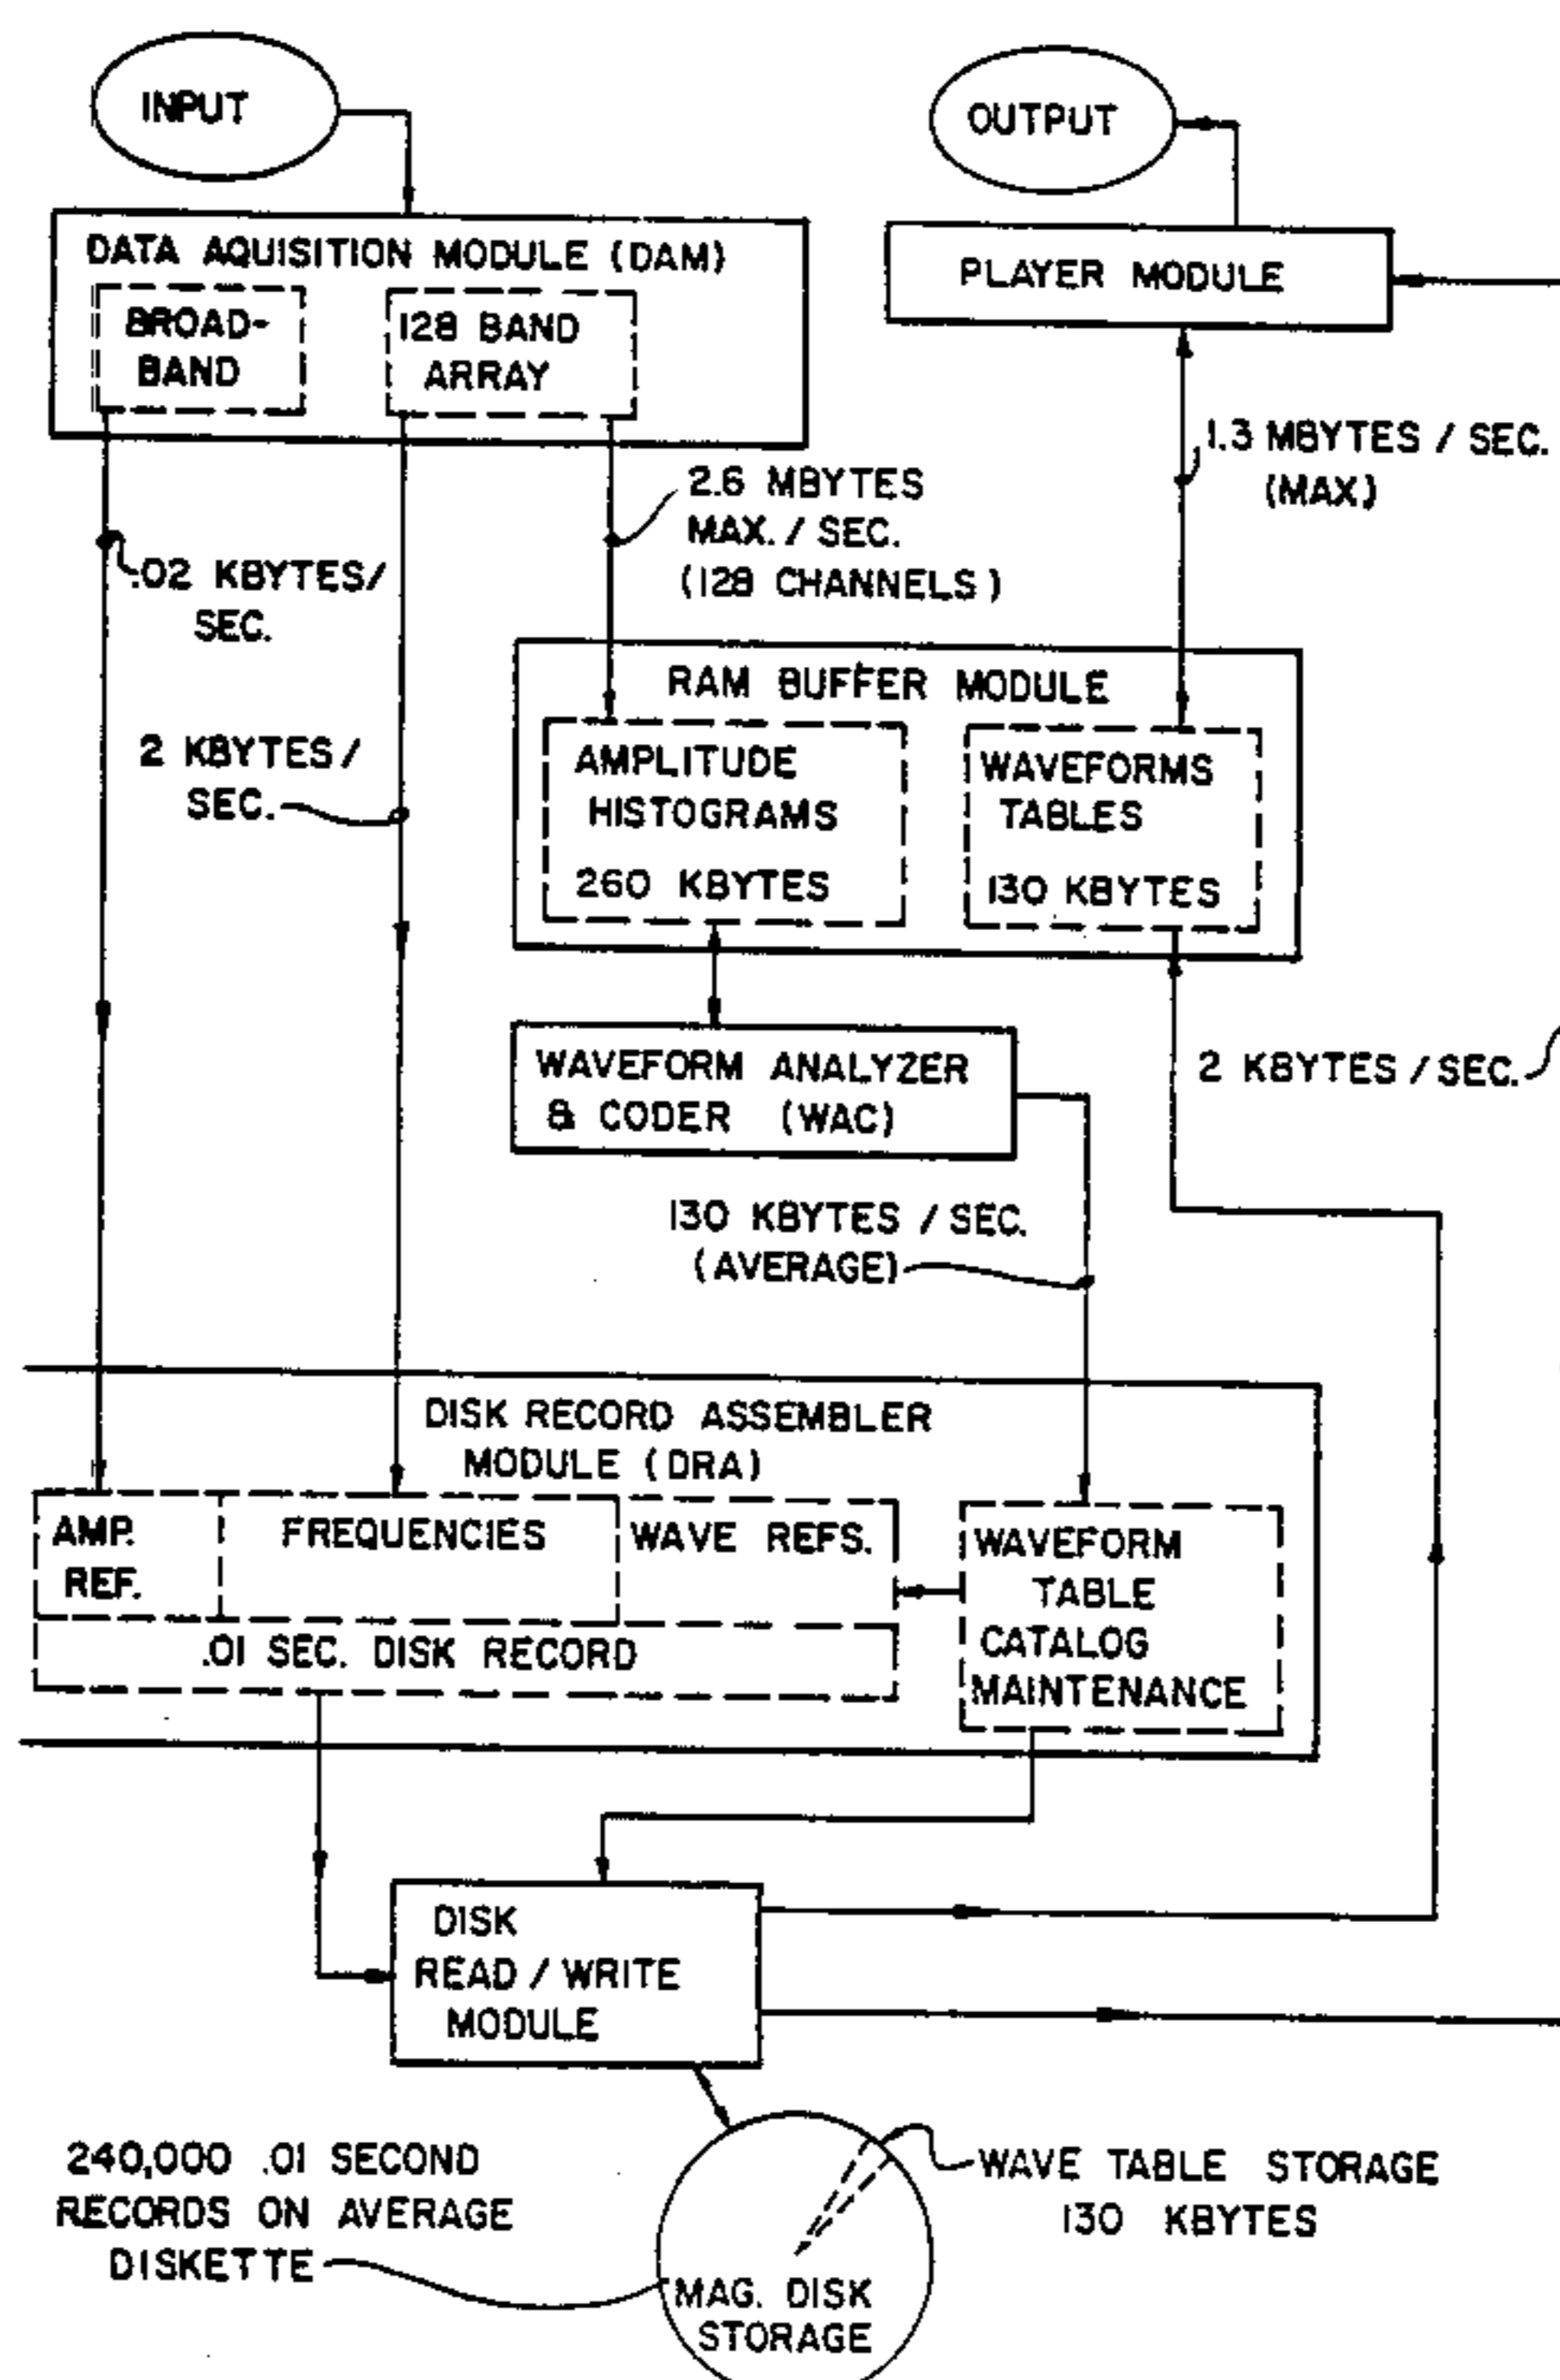 INPUT
OUTPUT
DATA AQUISITION MODULE (DAM)
BROAD-
BAND
128 BAND
ARRAY
PLAYER MODULE
1.3 MBYTES / SEC.
(MAX)
2.6 MBYTES
MAX. / SEC.
(128 CHANNELS)
.02 KBYTES/
SEC.
RAM BUFFER MODULE
2 KBYTES /
SEC.
AMPLITUDE
HISTOGRAMS
260 KBYTES
WAVEFORMS
TABLES
130 KBYTES
WAVEFORM ANALYZER
& CODER (WAC)
2 KBYTES / SEC.
130 KBYTES / SEC.
(AVERAGE)
DISK RECORD ASSEMBLER
MODULE (DRA)
AMP.
REF.
FREQUENCIES
WAVE REFS.
.01 SEC. DISK RECORD
WAVEFORM
TABLE
CATALOG
MAINTENANCE
DISK
READ / WRITE
MODULE
240,000 .01 SECOND
RECORDS ON AVERAGE
DISKETTE
WAVE TABLE STORAGE
130 KBYTES
MAG. DISK
STORAGE